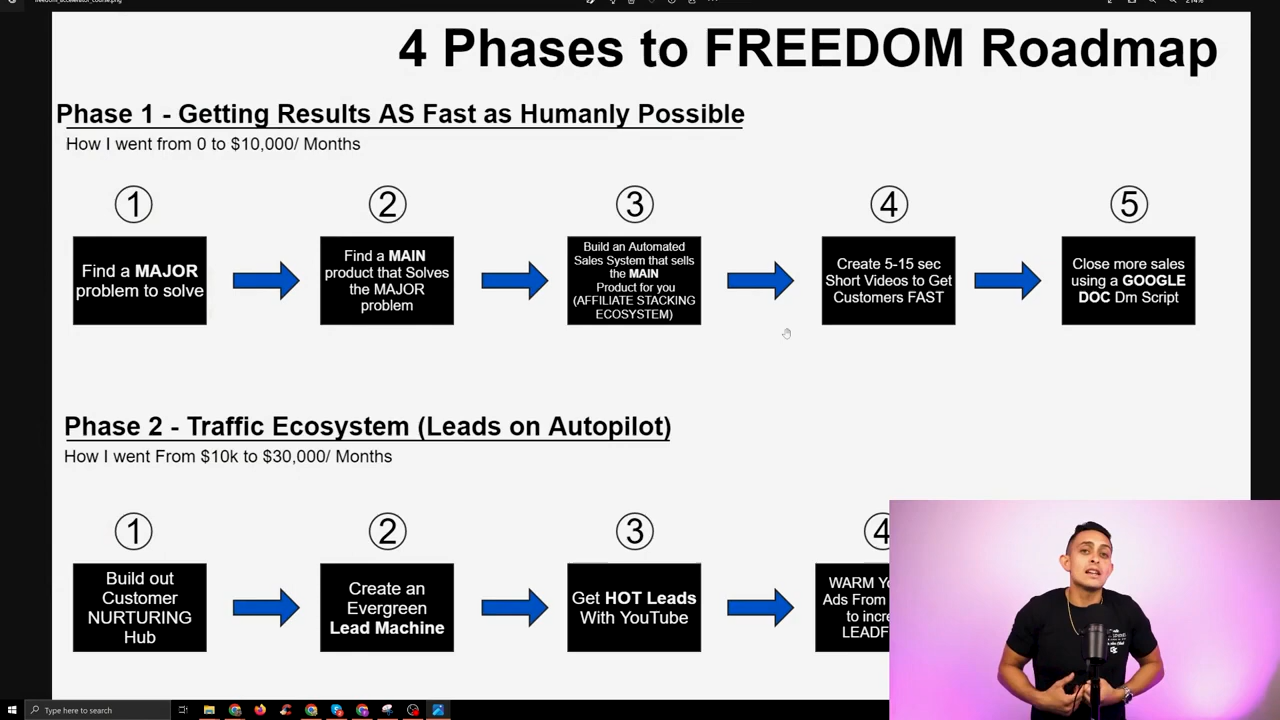 freedom_accelerator_course.png
4 Phases to FREEDOM Roadmap
Phase 1 - Getting Results AS Fast as Humanly Possible
How I went from 0 to $10,000/ Months
①
②
③
④
⑤
Find a MAJOR
problem to solve
Find a MAIN
product that Solves
the MAJOR
problem
Build an Automated
Sales System that sells
the MAIN
Product for you
(AFFILIATE STACKING
ECOSYSTEM)
Create 5-15 sec
Short Videos to Get
Customers FAST
Close more sales
using a GOOGLE
DOC Dm Script
Phase 2 - Traffic Ecosystem (Leads on Autopilot)
How I went From $10k to $30,000/ Months
①
②
③
④
Build out
Customer
NURTURING
Hub
Create an
Evergreen
Lead Machine
Get HOT Leads
With YouTube
WARM
Ads From
to
Type here to search